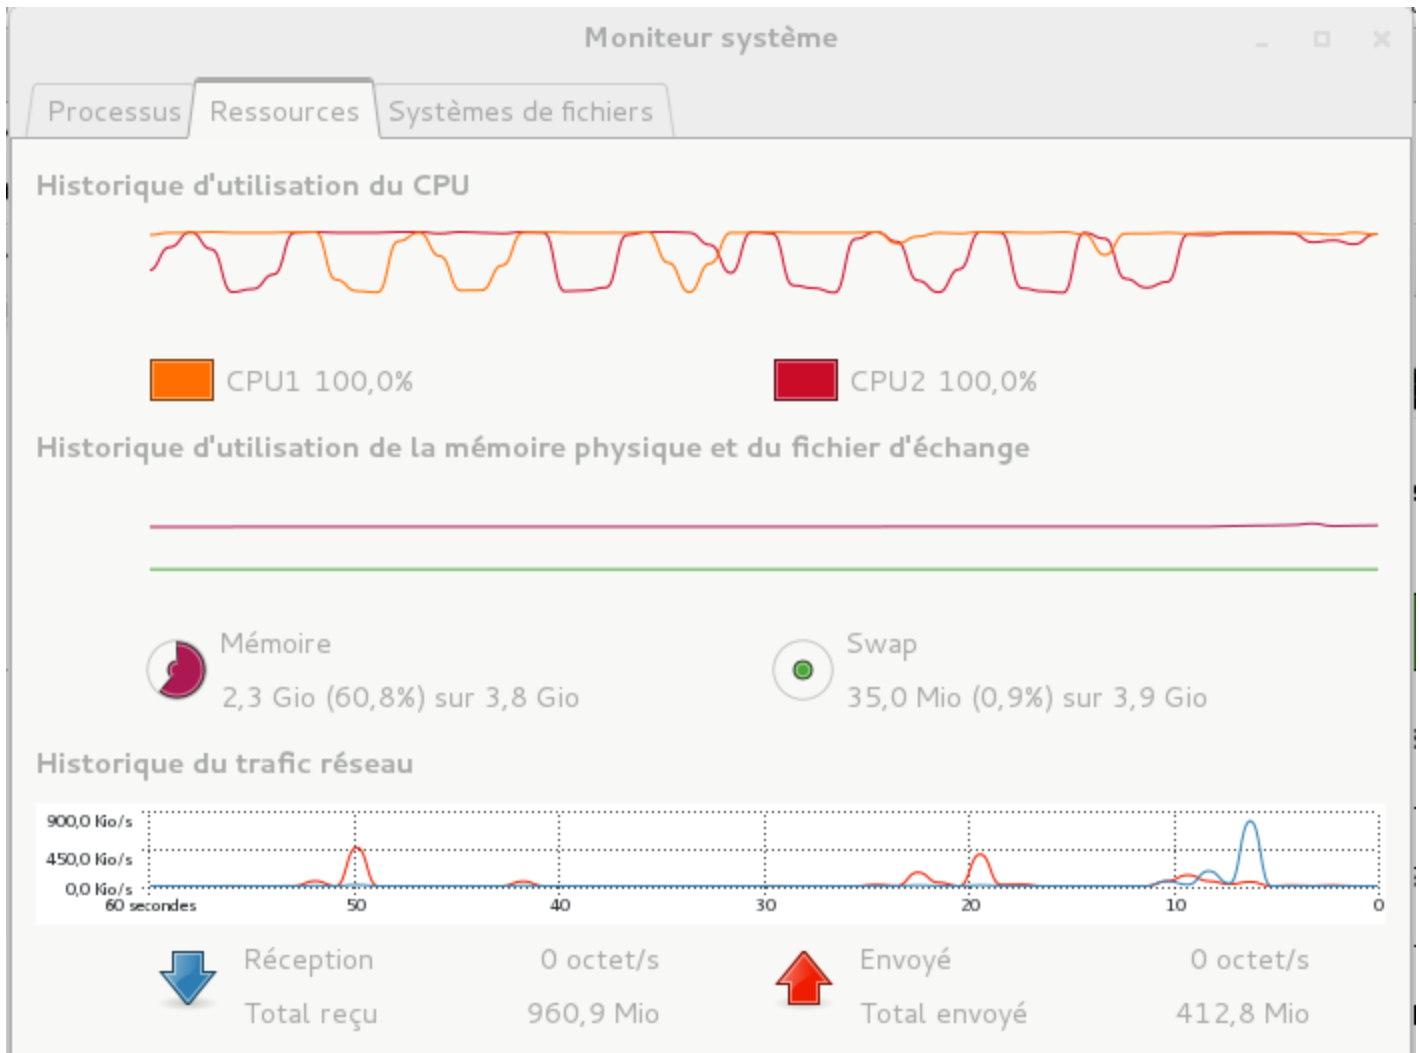 Moniteur système
Processus Ressources Systèmes de fichiers
Historique d'utilisation du CPU
CPU1 100,0% CPU2 100,0%
Historique d'utilisation de la mémoire physique et du fichier d'échange
Mémoire Swap
2,3 Gio (60,8%) sur 3,8 Gio 35,0 Mio (0,9%) sur 3,9 Gio
Historique du trafic réseau
900,0 Kio/s
450,0 Kio/s
0,0 Kio/s
60 secondes 50 40 30 20 10 0
Réception 0 octet/s Envoyé 0 octet/s
Total reçu 960,9 Mio Total envoyé 412,8 Mio